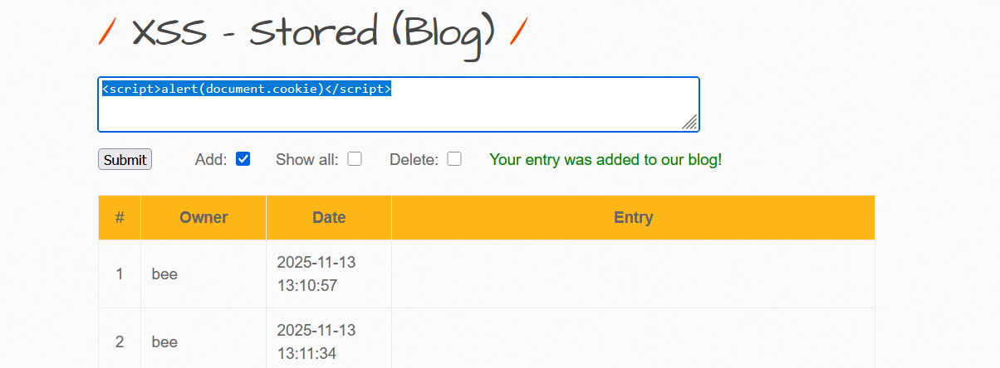 / XSS - Stored (Blog) /
<script>alert(document.cookie)</script>
Submit Add: Show all: Delete: Your entry was added to our blog!
# Owner Date Entry
1 bee 2025-11-13 13:10:57
2 bee 2025-11-13 13:11:34